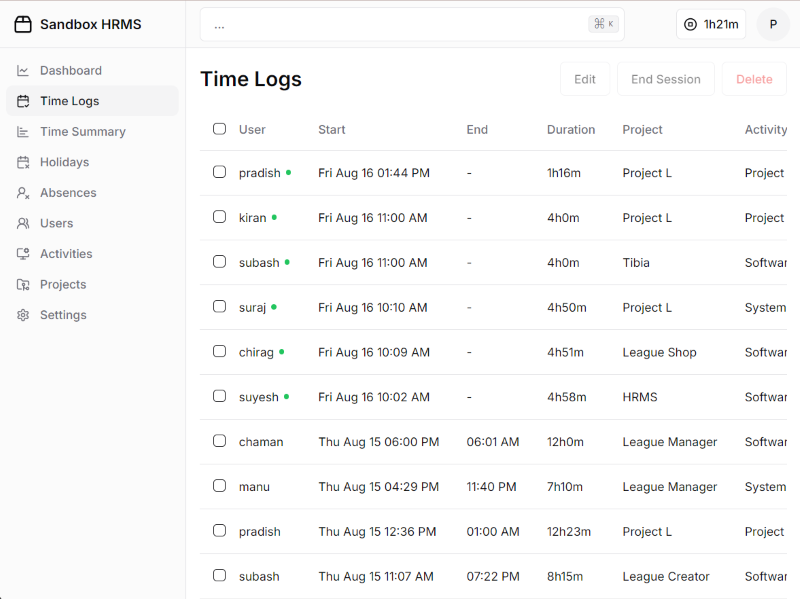 Sandbox HRMS
... ⌘ K
1h21m
P
Dashboard
Time Logs
Time Summary
Holidays
Absences
Users
Activities
Projects
Settings
Time Logs
Edit End Session Delete
User Start End Duration Project Activity
pradish Fri Aug 16 01:44 PM - 1h16m Project L Project
kiran Fri Aug 16 11:00 AM - 4h0m Project L Project
subash Fri Aug 16 11:00 AM - 4h0m Tibia Softwar
suraj Fri Aug 16 10:10 AM - 4h50m Project L System
chirag Fri Aug 16 10:09 AM - 4h51m League Shop Softwar
suyesh Fri Aug 16 10:02 AM - 4h58m HRMS Softwar
chaman Thu Aug 15 06:00 PM 06:01 AM 12h0m League Manager Softwar
manu Thu Aug 15 04:29 PM 11:40 PM 7h10m League Manager System
pradish Thu Aug 15 12:36 PM 01:00 AM 12h23m Project L Project
subash Thu Aug 15 11:07 AM 07:22 PM 8h15m League Creator Softwar